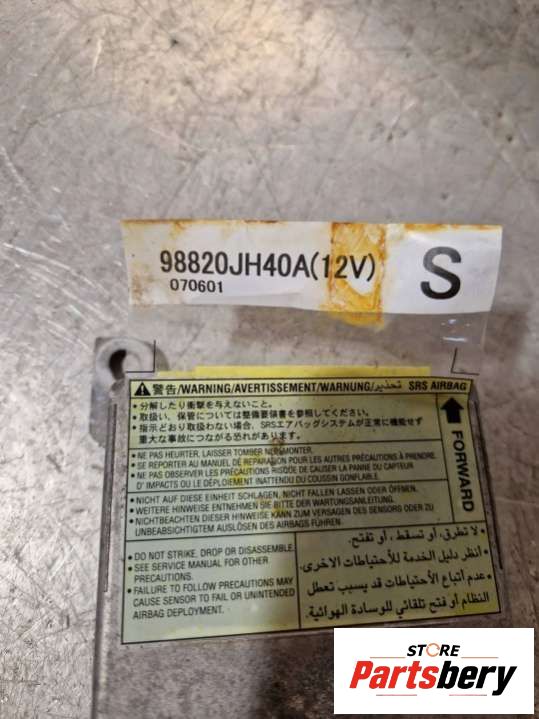 98820JH40A(12V)
070601
S
警告/WARNING/AVERTISSEMENT/WARNUNG/تحذير SRS AIRBAG
・分解したり衝撃を与えないこと。
・取扱い、保管については整備要領書を参照してください。
・指示どおり取扱わない場合、SRSエアバッグシステムが正常に機能せず
重大な事故につながる恐れがあります。
FORWARD
• NE PAS HEURTER, LAISSER TOMBER NI DEMONTER.
• SE REPORTER AU MANUEL DE REPARATION POUR LES AUTRES PRÉCAUTIONS À PRENDRE.
• NE PAS OBSERVER LES PRÉCAUTIONS RISQUE DE CAUSER LA PANNE DU CAPTEUR
D' IMPACTS OU LE DÉPLOIEMENT INATTENDU DU COUSSIN GONFLABLE.
• NICHT AUF DIESE EINHEIT SCHLAGEN, NICHT FALLEN LASSEN ODER ÖFFNEN.
• WEITERE HINWEISE ENTNEHMEN SIE BITTE DER WARTUNGSANLEITUNG.
• NICHTBEACHTEN DIESER HINWEISE KANN ZUM VERSAGEN DES SENSORS ODER ZU
UNBEABSICHTIGTEM AUSLÖSEN DES AIRBAGS FÜHREN.
• DO NOT STRIKE, DROP OR DISASSEMBLE.
• SEE SERVICE MANUAL FOR OTHER
PRECAUTIONS.
• FAILURE TO FOLLOW PRECAUTIONS MAY
CAUSE SENSOR TO FAIL OR UNINTENDED
AIRBAG DEPLOYMENT.
• لا تطرق، أو تسقط ، أو تفتح.
• أنظر دليل الخدمة للأحتياطات الاخرى.
• عدم أتباع الأحتياطات قد يسبب تعطل
النظام أو فتح تلقائي للوسادة الهوائية.
STORE
Partsbery